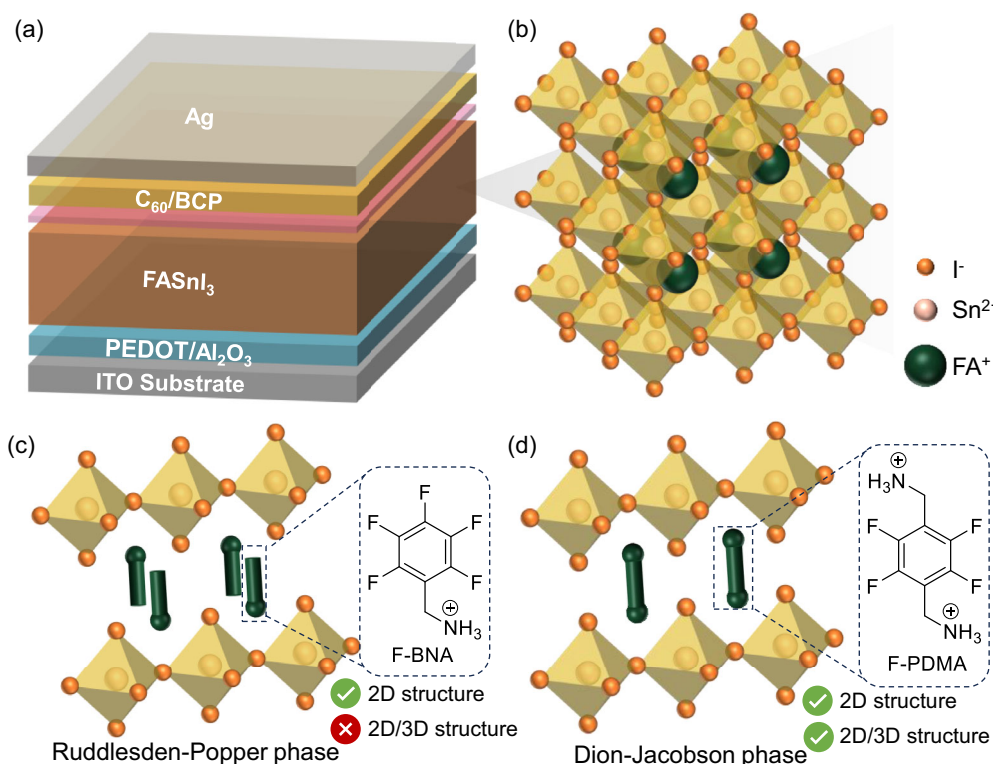 (a)
Ag
C₆₀/BCP
FASnI₃
PEDOT/Al₂O₃
ITO Substrate
(b)
I⁻
Sn²⁻
FA⁺
(c)
F
F
F
F
F
⊕
NH₃
F-BNA
2D structure
2D/3D structure
Ruddlesden-Popper phase
(d)
⊕
H₃N
F
F
F
F
⊕
NH₃
F-PDMA
2D structure
2D/3D structure
Dion-Jacobson phase